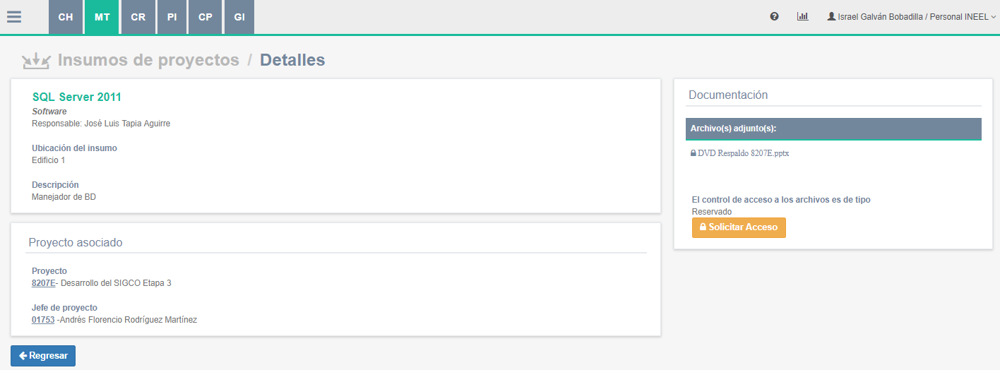 CH MT CR PI CP GI Israel Galván Bobadilla / Personal INEEL
Insumos de proyectos / Detalles
SQL Server 2011
Software
Responsable: José Luis Tapia Aguirre
Ubicación del insumo
Edificio 1
Descripción
Manejador de BD
Proyecto asociado
Proyecto
8207E- Desarrollo del SIGCO Etapa 3
Jefe de proyecto
01753 -Andrés Florencio Rodríguez Martínez
Regresar
Documentación
Archivo(s) adjunto(s):
DVD Respaldo 8207E.pptx
El control de acceso a los archivos es de tipo
Reservado
Solicitar Acceso